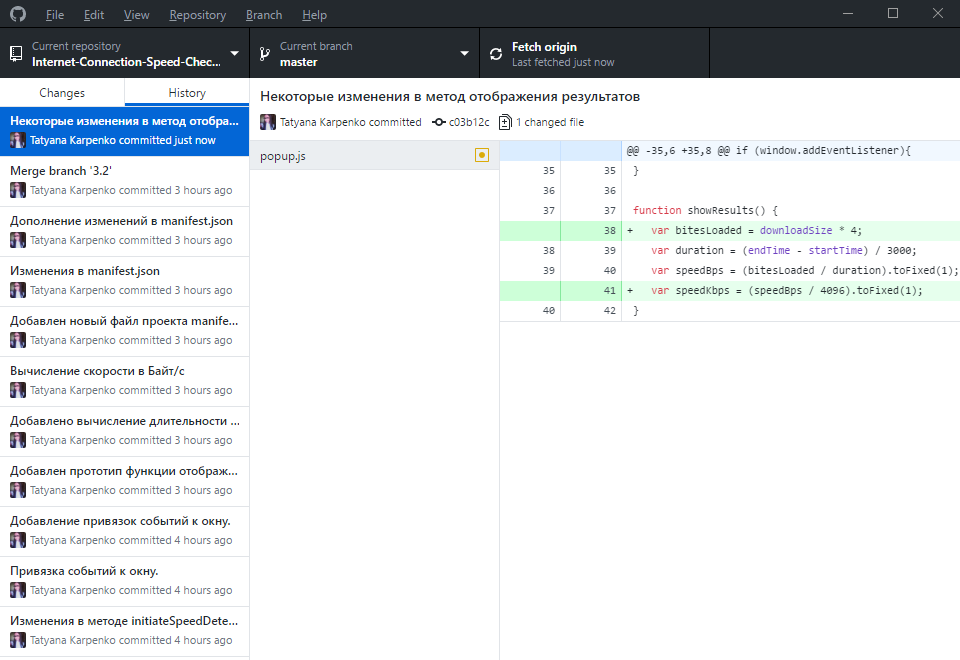 File Edit View Repository Branch Help
Current repository
Internet-Connection-Speed-Chec...
Current branch
master
Fetch origin
Last fetched just now
Changes
History
Некоторые изменения в метод отобра...
Tatyana Karpenko committed just now
Merge branch '3.2'
Tatyana Karpenko committed 3 hours ago
Дополнение изменений в manifest.json
Tatyana Karpenko committed 3 hours ago
Изменения в manifest.json
Tatyana Karpenko committed 3 hours ago
Добавлен новый файл проекта manife...
Tatyana Karpenko committed 3 hours ago
Вычисление скорости в Байт/с
Tatyana Karpenko committed 3 hours ago
Добавлено вычисление длительности ...
Tatyana Karpenko committed 3 hours ago
Добавлен прототип функции отображ...
Tatyana Karpenko committed 3 hours ago
Добавление привязок событий к окну.
Tatyana Karpenko committed 4 hours ago
Привязка событий к окну.
Tatyana Karpenko committed 4 hours ago
Изменения в методе initiateSpeedDete...
Tatyana Karpenko committed 4 hours ago
Некоторые изменения в метод отображения результатов
Tatyana Karpenko committed c03b12c 1 changed file
popup.js
@@ -35,6 +35,8 @@ if (window.addEventListener){
35 35 }
36 36
37 37 function showResults() {
38 + var bitesLoaded = downloadSize * 4;
38 39 var duration = (endTime - startTime) / 3000;
39 40 var speedBps = (bitesLoaded / duration).toFixed(1);
41 + var speedKbps = (speedBps / 4096).toFixed(1);
40 42 }